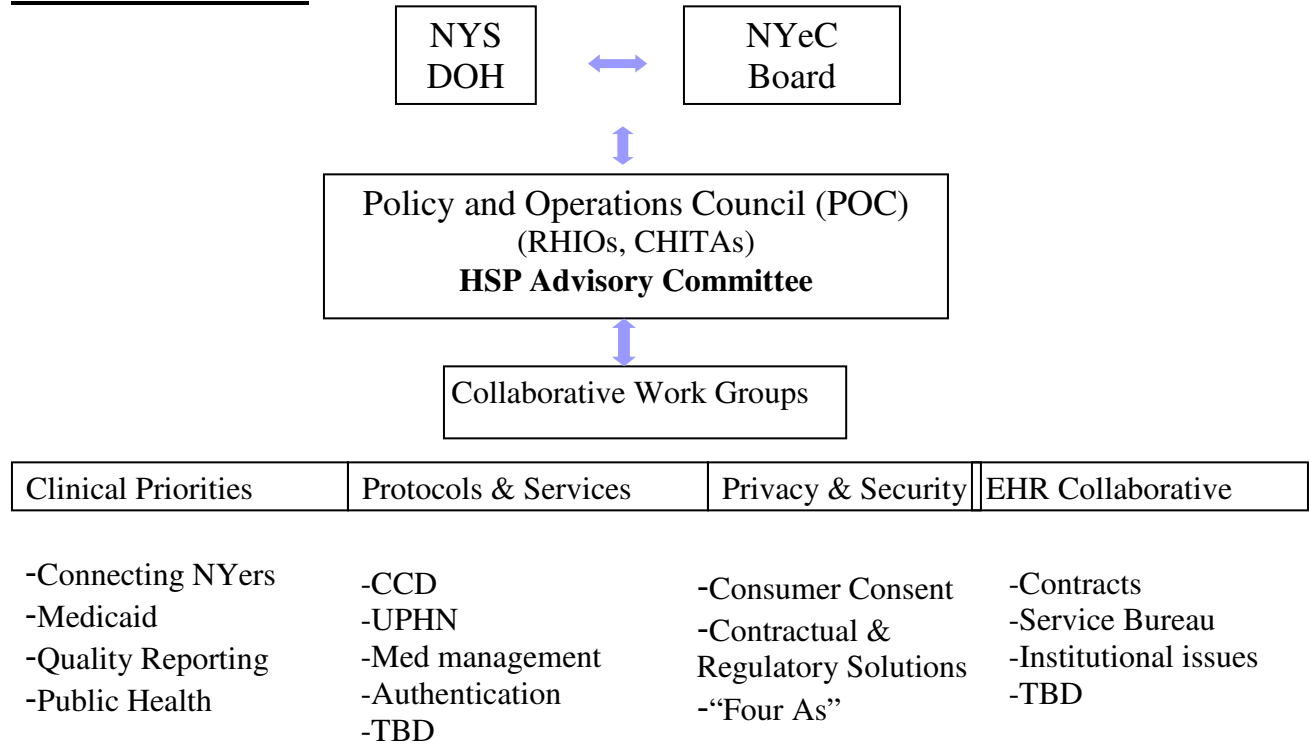 NYS
DOH
NYeC
Board
Policy and Operations Council (POC)
(RHIOs, CHITAs)
HSP Advisory Committee
Collaborative Work Groups
Clinical Priorities
Protocols & Services
Privacy & Security
EHR Collaborative
-Connecting NYers
-Medicaid
-Quality Reporting
-Public Health
-CCD
-UPHN
-Med management
-Authentication
-TBD
-Consumer Consent
-Contractual &
Regulatory Solutions
-“Four As”
-Contracts
-Service Bureau
-Institutional issues
-TBD